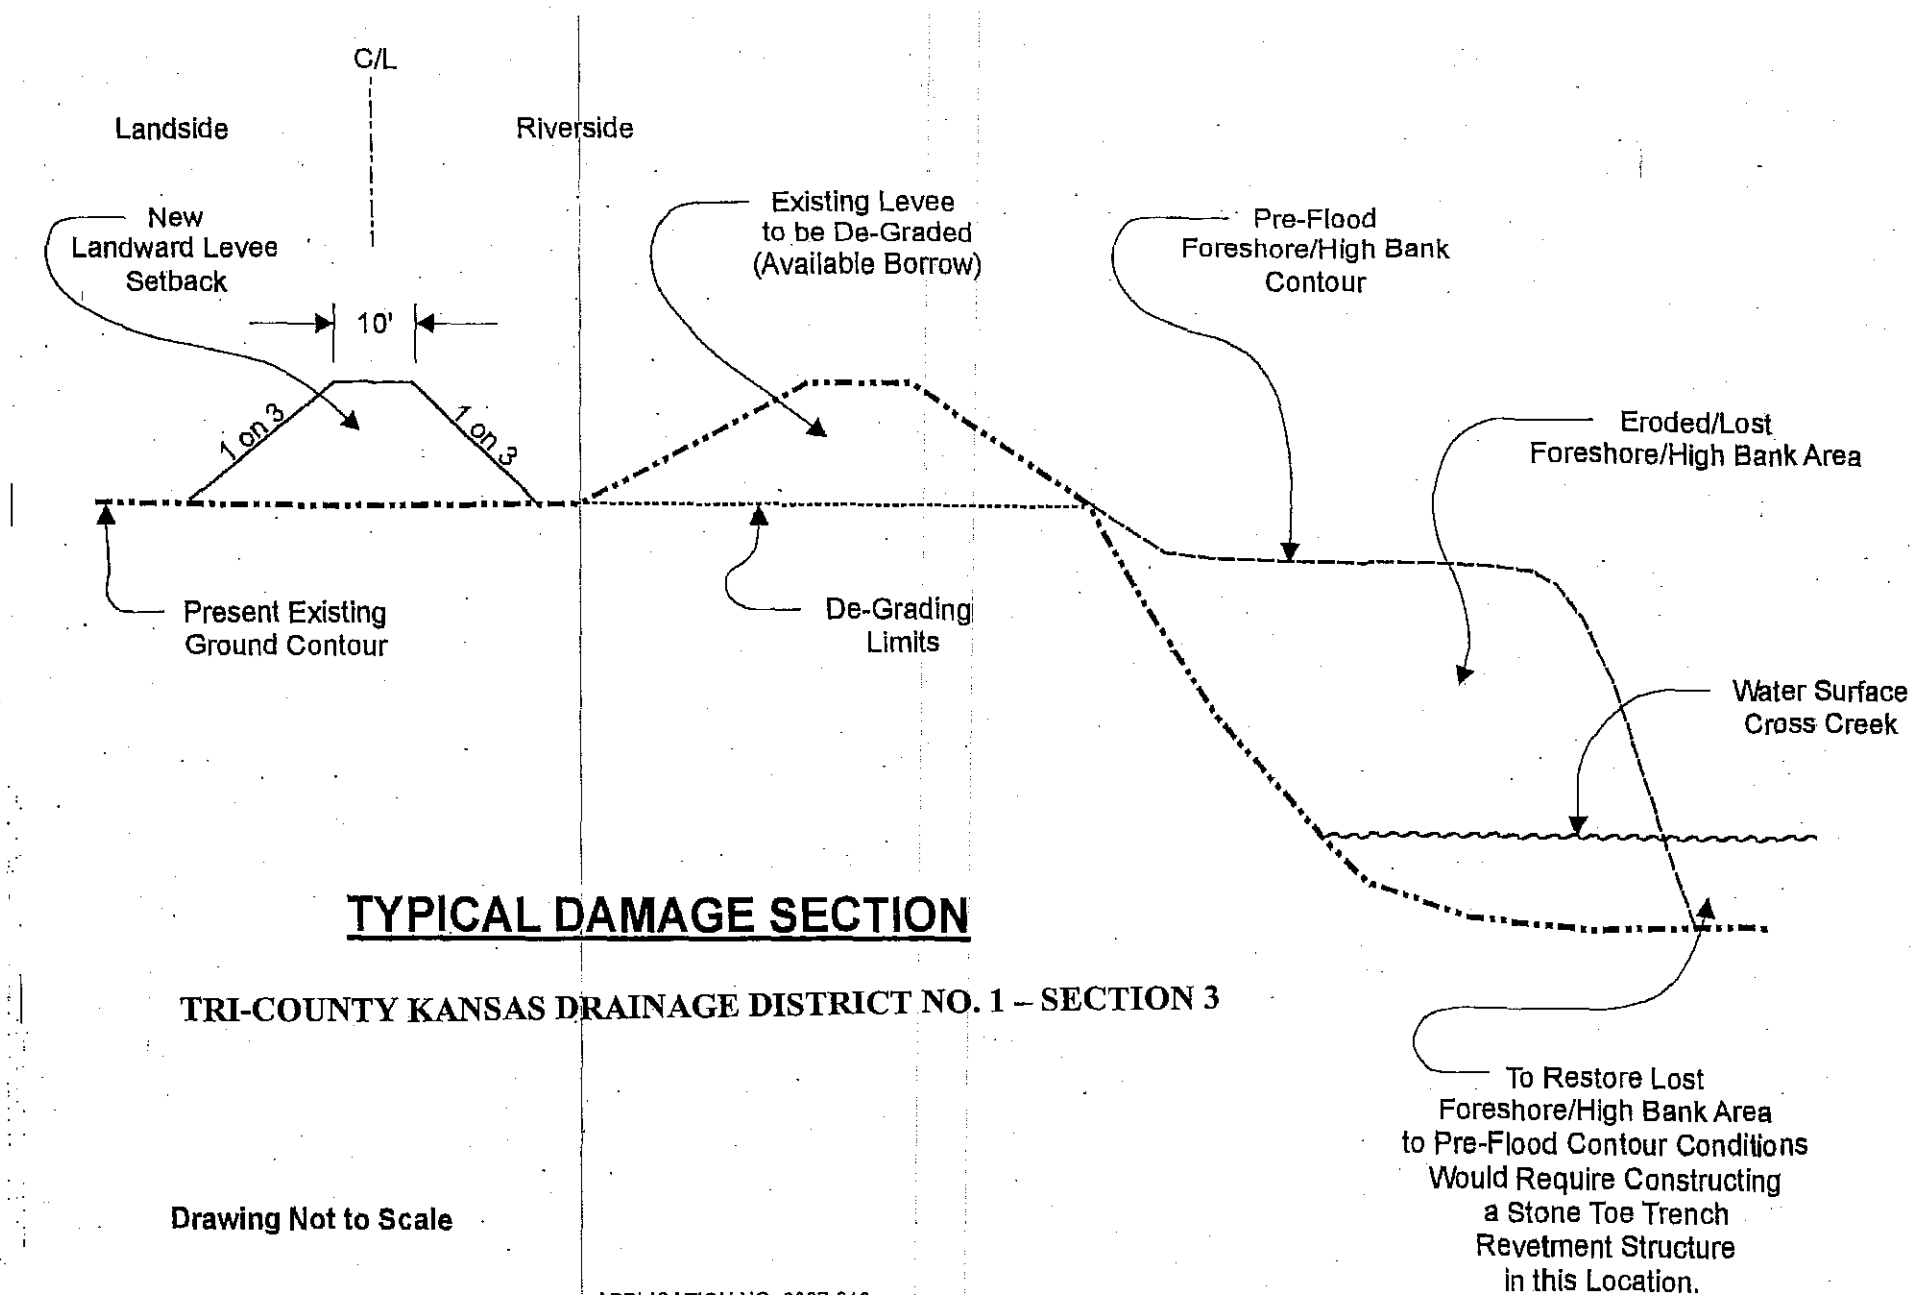 C/L
Landside
Riverside
New
Landward Levee
Setback
Existing Levee
to be De-Graded
(Available Borrow)
Pre-Flood
Foreshore/High Bank
Contour
10'
1 on 3
1 on 3
Eroded/Lost
Foreshore/High Bank Area
Present Existing
Ground Contour
De-Grading
Limits
Water Surface
Cross Creek
TYPICAL DAMAGE SECTION
TRI-COUNTY KANSAS DRAINAGE DISTRICT NO. 1 – SECTION 3
To Restore Lost
Foreshore/High Bank Area
to Pre-Flood Contour Conditions
Would Require Constructing
a Stone Toe Trench
Revetment Structure
in this Location.
Drawing Not to Scale
APPLICATION NO.